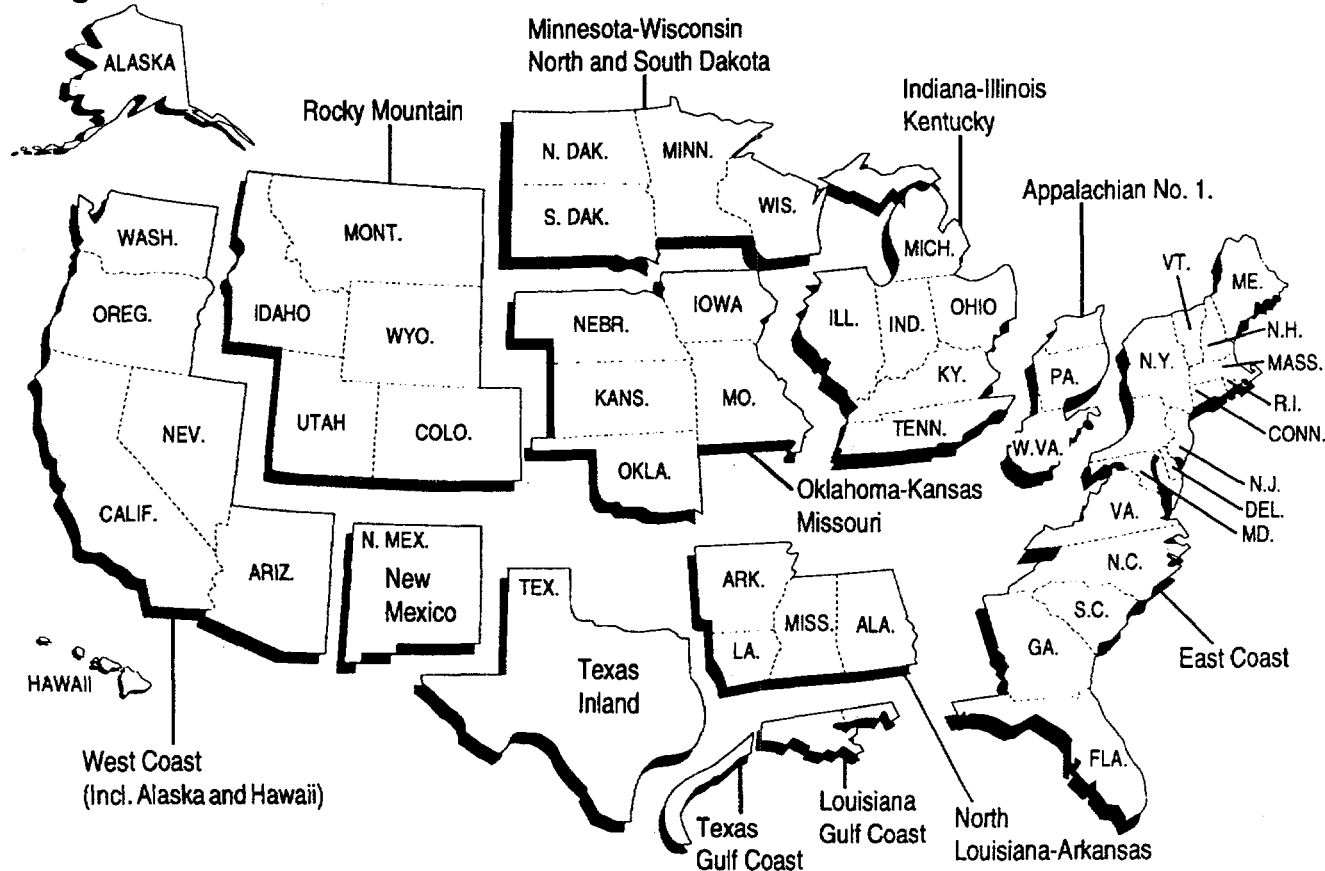 ALASKA
Minnesota-Wisconsin
North and South Dakota
Rocky Mountain
Indiana-Illinois
Kentucky
Appalachian No. 1.
N. DAK.
MINN.
S. DAK.
WIS.
WASH.
MONT.
MICH.
VT.
ME.
OREG.
IDAHO
WYO.
NEBR.
IOWA
ILL.
IND.
OHIO
N.H.
N.Y.
MASS.
PA.
KY.
R.I.
KANS.
MO.
CONN.
UTAH
COLO.
NEV.
TENN.
W.VA.
OKLA.
Oklahoma-Kansas
Missouri
N.J.
DEL.
MD.
CALIF.
VA.
ARIZ.
N. MEX.
New
Mexico
TEX.
Texas
Inland
ARK.
MISS.
ALA.
LA.
N.C.
S.C.
GA.
East Coast
HAWAII
FLA.
West Coast
(Incl. Alaska and Hawaii)
Texas
Gulf Coast
Louisiana
Gulf Coast
North
Louisiana-Arkansas